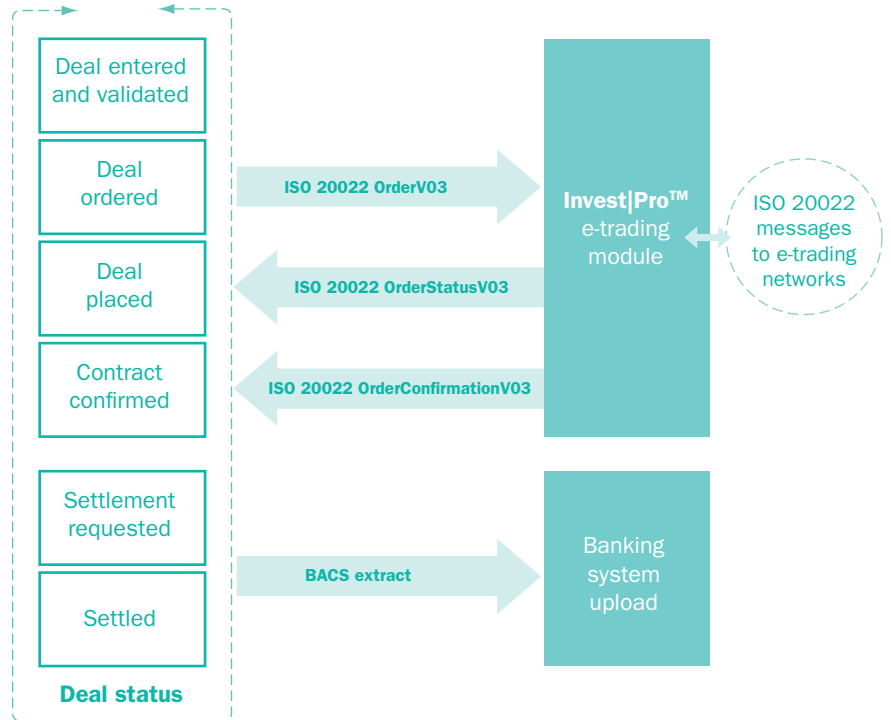 Deal entered
and validated
Deal
ordered
Deal
placed
Contract
confirmed
Settlement
requested
Settled
Deal status
ISO 20022 OrderV03
ISO 20022 OrderStatusV03
ISO 20022 OrderConfirmationV03
BACS extract
Invest|Pro™
e-trading
module
ISO 20022
messages
to e-trading
networks
Banking
system
upload